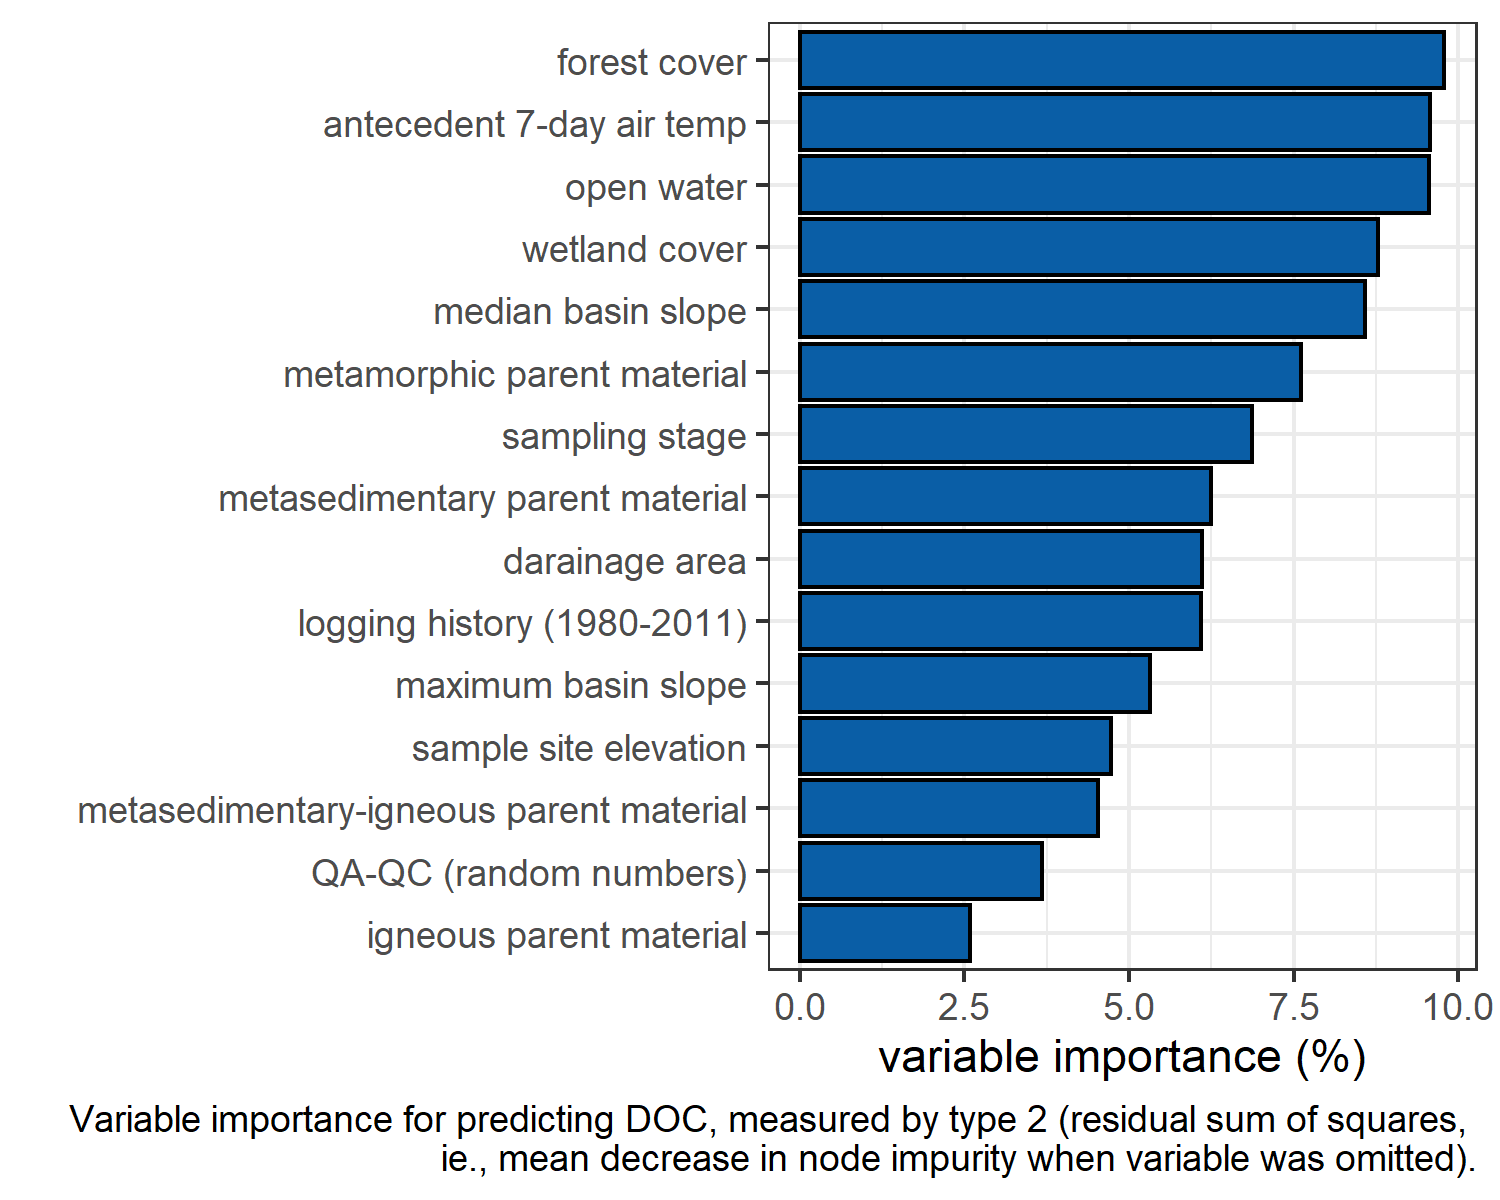 forest cover
antecedent 7-day air temp
open water
wetland cover
median basin slope
metamorphic parent material
sampling stage
metasedimentary parent material
darainage area
logging history (1980-2011)
maximum basin slope
sample site elevation
metasedimentary-igneous parent material
QA-QC (random numbers)
igneous parent material
0.0 2.5 5.0 7.5 10.0
variable importance (%)
Variable importance for predicting DOC, measured by type 2 (residual sum of squares,
ie., mean decrease in node impurity when variable was omitted).